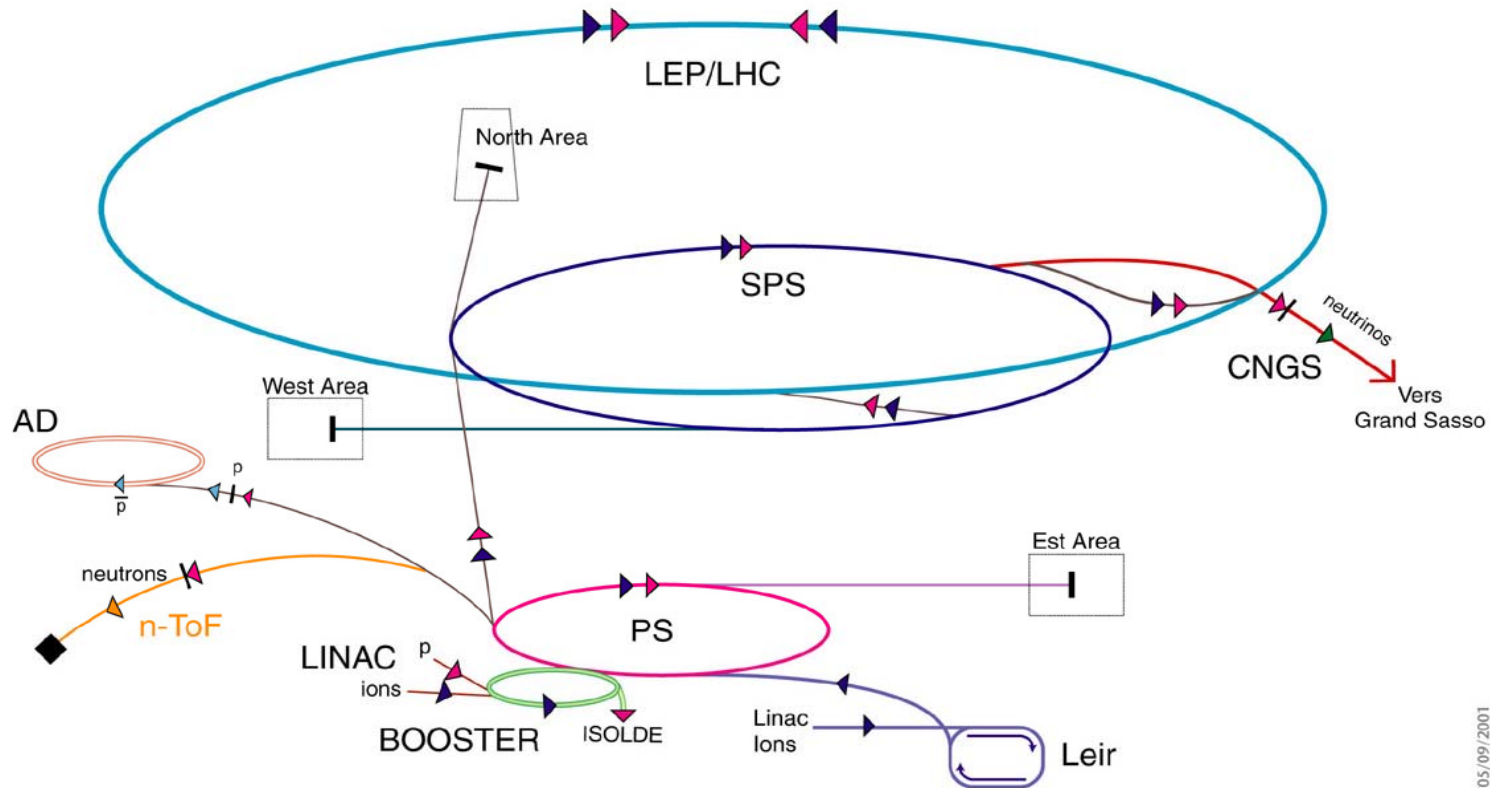 LEP/LHC
North Area
SPS
neutrinos
CNGS
Vers
Grand Sasso
West Area
AD
p
p
neutrons
n-ToF
Est Area
PS
LINAC
p
ions
BOOSTER
ISOLDE
Linac
Ions
Leir
05/09/2001